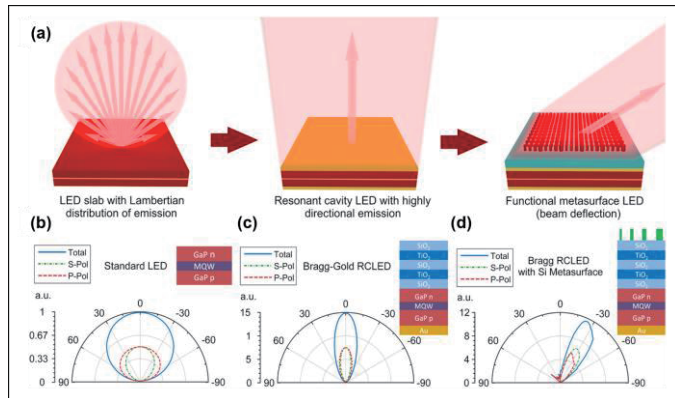 (a)
LED slab with Lambertian
distribution of emission
Resonant cavity LED with highly
directional emission
Functional metasurface LED
(beam deflection)
(b)
Total
S-Pol
P-Pol
Standard LED
GaP n
MQW
GaP p
a.u.
1
0.67
0.33
0
90
60
30
0
-30
-60
-90
(c)
Total
S-Pol
P-Pol
Bragg-Gold RCLED
SiO2
TiO2
SiO2
TiO2
SiO2
GaP n
MQW
GaP p
Au
a.u.
15
10
5
0
90
60
30
0
-30
-60
-90
(d)
Total
S-Pol
P-Pol
Bragg RCLED
with Si Metasurface
SiO2
TiO2
SiO2
TiO2
SiO2
GaP n
MQW
GaP p
Au
a.u.
12
8
4
0
90
60
30
0
-30
-60
-90